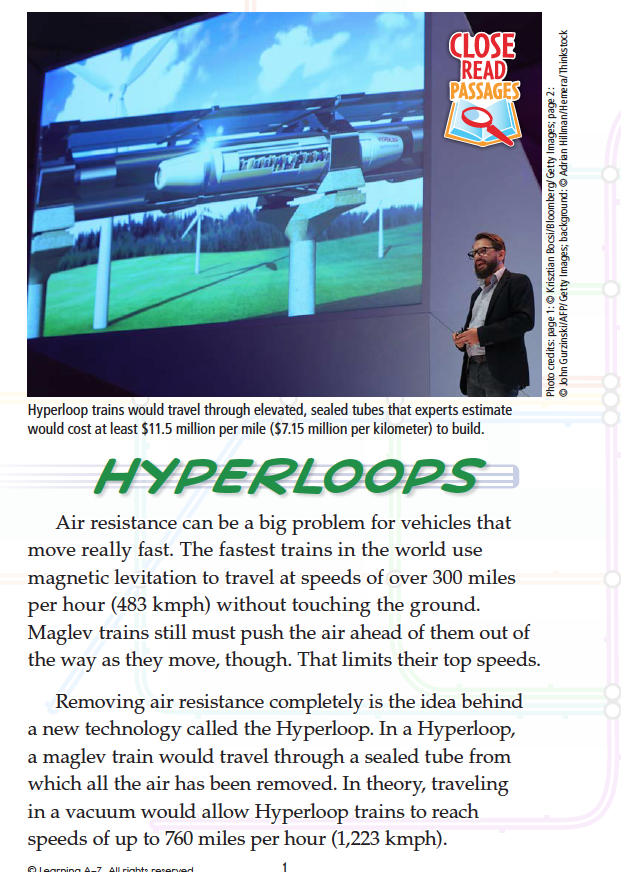 CLOSE
READ
PASSAGES
Photo credits: page 1: © Krisztian Bocsi/Bloomberg/Getty Images; page 2:
© John Gurzinski/AFP/Getty Images; background: © Adrian Hillman/Hemera/Thinkstock
Hyperloop trains would travel through elevated, sealed tubes that experts estimate
would cost at least $11.5 million per mile ($7.15 million per kilometer) to build.
HYPERLOOPS
Air resistance can be a big problem for vehicles that
move really fast. The fastest trains in the world use
magnetic levitation to travel at speeds of over 300 miles
per hour (483 kmph) without touching the ground.
Maglev trains still must push the air ahead of them out of
the way as they move, though. That limits their top speeds.
Removing air resistance completely is the idea behind
a new technology called the Hyperloop. In a Hyperloop,
a maglev train would travel through a sealed tube from
which all the air has been removed. In theory, traveling
in a vacuum would allow Hyperloop trains to reach
speeds of up to 760 miles per hour (1,223 kmph).
© Learning A–Z  All rights reserved
1